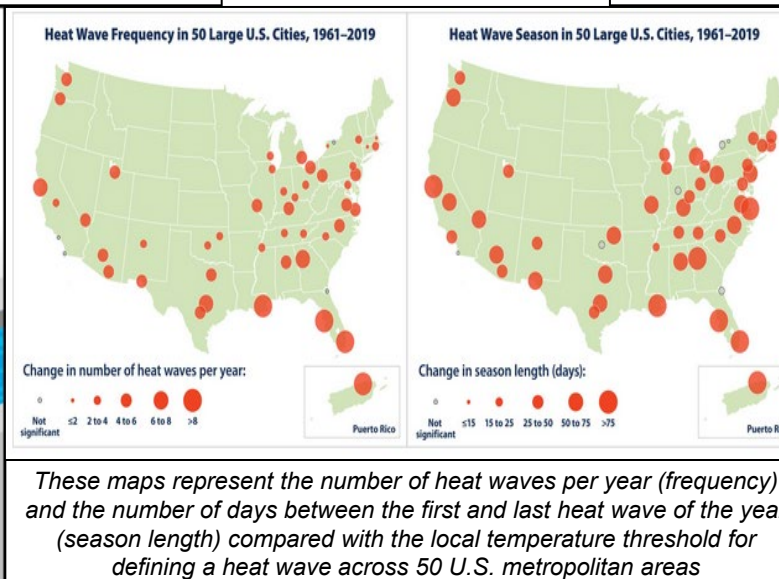 Heat Wave Frequency in 50 Large U.S. Cities, 1961–2019
Change in number of heat waves per year:
Not significant
≤2
2 to 4
4 to 6
6 to 8
>8
Puerto Rico
Heat Wave Season in 50 Large U.S. Cities, 1961–2019
Change in season length (days):
Not significant
≤15
15 to 25
25 to 50
50 to 75
>75
Puerto R
These maps represent the number of heat waves per year (frequency)
and the number of days between the first and last heat wave of the yea
(season length) compared with the local temperature threshold for
defining a heat wave across 50 U.S. metropolitan areas